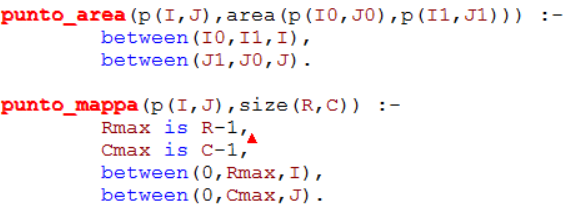 punto_area(p(I,J),area(p(I0,J0),p(I1,J1))) :-
between(I0,I1,I),
between(J1,J0,J).
punto_mappa(p(I,J),size(R,C)) :-
Rmax is R-1,
Cmax is C-1,
between(0,Rmax,I),
between(0,Cmax,J).